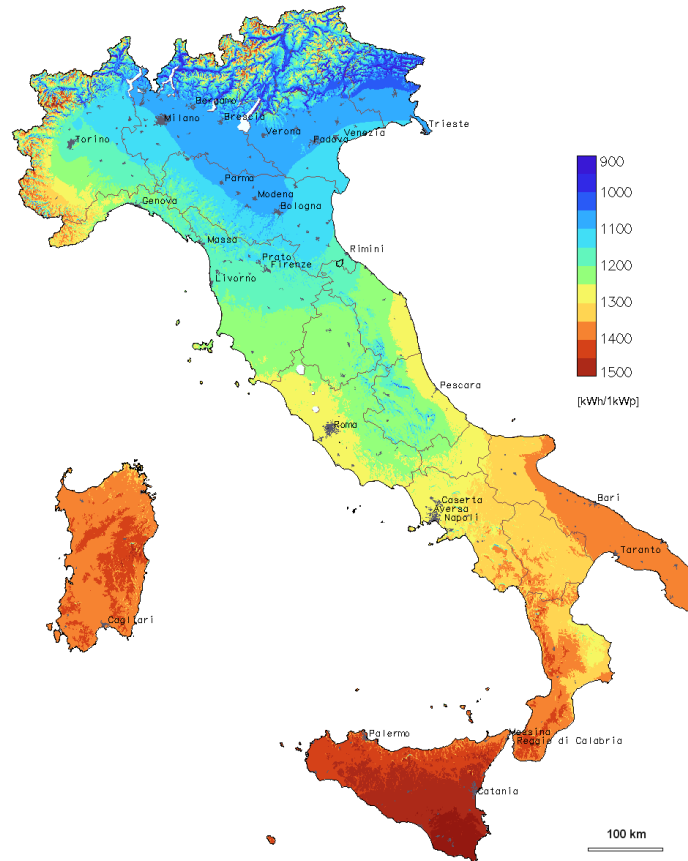 Bergamo
Milano
Brescia
Trieste
Verona
Venezia
Padova
Torino
Parma
Modena
Genova
Bologna
Massa
Rimini
Prato
Firenze
Livorno
900
1000
1100
1200
1300
1400
1500
[kWh/1kWp]
Pescara
Roma
Caserta
Aversa
Napoli
Bari
Taranto
Cagliari
Palermo
Messina
Reggio di Calabria
Catania
100 km